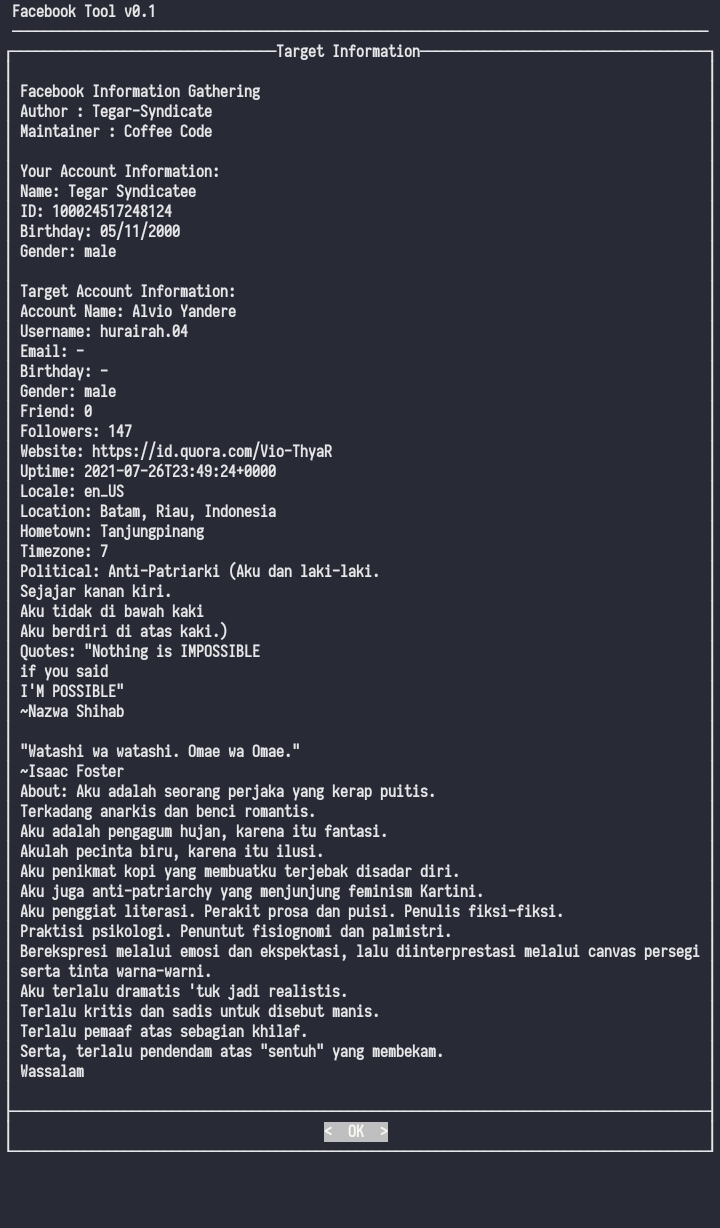 Facebook Tool v0.1
Target Information
Facebook Information Gathering
Author : Tegar-Syndicate
Maintainer : Coffee Code
Your Account Information:
Name: Tegar Syndicatee
ID: 100024517248124
Birthday: 05/11/2000
Gender: male
Target Account Information:
Account Name: Alvio Yandere
Username: hurairah.04
Email: -
Birthday: -
Gender: male
Friend: 0
Followers: 147
Website: https://id.quora.com/Vio-ThyaR
Uptime: 2021-07-26T23:49:24+0000
Locale: en_US
Location: Batam, Riau, Indonesia
Hometown: Tanjungpinang
Timezone: 7
Political: Anti-Patriarki (Aku dan laki-laki.
Sejajar kanan kiri.
Aku tidak di bawah kaki
Aku berdiri di atas kaki.)
Quotes: "Nothing is IMPOSSIBLE
if you said
I'M POSSIBLE"
~Nazwa Shihab
"Watashi wa watashi. Omae wa Omae."
~Isaac Foster
About: Aku adalah seorang perjaka yang kerap puitis.
Terkadang anarkis dan benci romantis.
Aku adalah pengagum hujan, karena itu fantasi.
Akulah pecinta biru, karena itu ilusi.
Aku penikmat kopi yang membuatku terjebak disadar diri.
Aku juga anti-patriarchy yang menjunjung feminism Kartini.
Aku penggiat literasi. Perakit prosa dan puisi. Penulis fiksi-fiksi.
Praktisi psikologi. Penuntut fisiognomi dan palmistri.
Berekspresi melalui emosi dan ekspektasi, lalu diinterprestasi melalui canvas persegi
serta tinta warna-warni.
Aku terlalu dramatis 'tuk jadi realistis.
Terlalu kritis dan sadis untuk disebut manis.
Terlalu pemaaf atas sebagian khilaf.
Serta, terlalu pendendam atas "sentuh" yang membekam.
Wassalam
< OK >